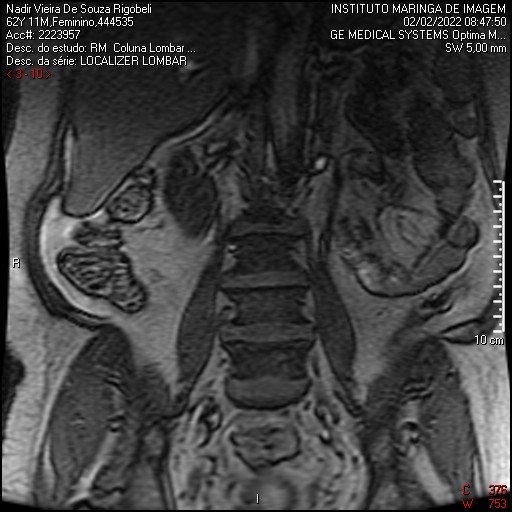 Nadir Vieira De Souza Rigobeli
62Y 11M,Feminino,444535
Acc#: 2223957
Desc. do estudo: RM  Coluna Lombar ...
Desc. da série: LOCALIZER LOMBAR
< 3 - 10 >
INSTITUTO MARINGA DE IMAGEM
02/02/2022 08:47:50
GE MEDICAL SYSTEMS Optima M...
SW 5,00 mm
R
10 cm
I
C 376
W 753